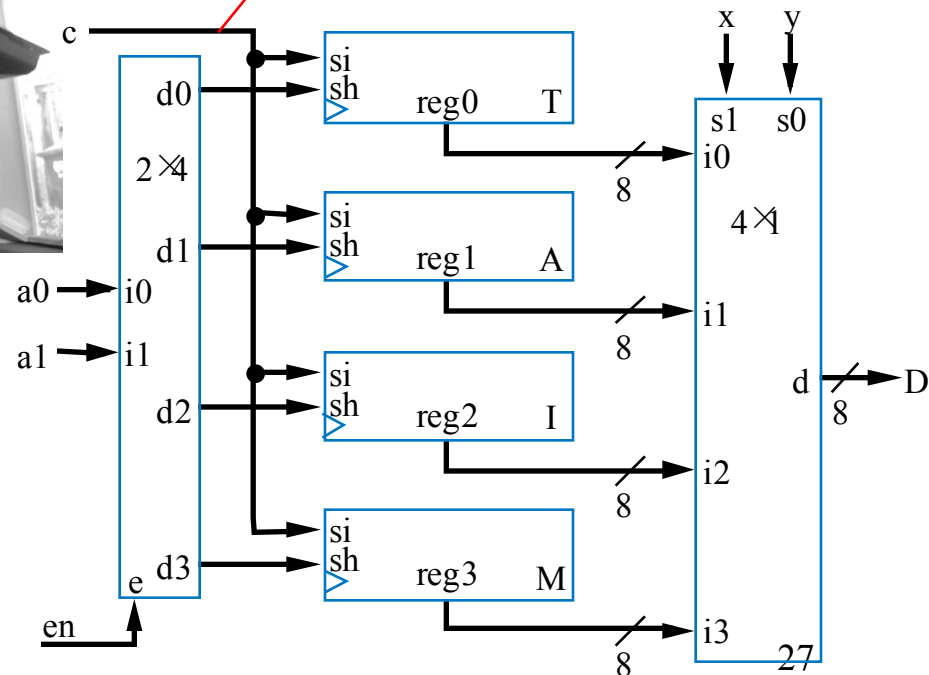 c
x y
d0
si
sh
reg0 T
s1 s0
i0
2×4
8
4×1
d1
si
sh
reg1 A
a0
i0
i1
a1
i1
8
si
sh
d
D
8
d2
reg2 I
i2
8
si
sh
d3
reg3 M
e
en
i3
8
27